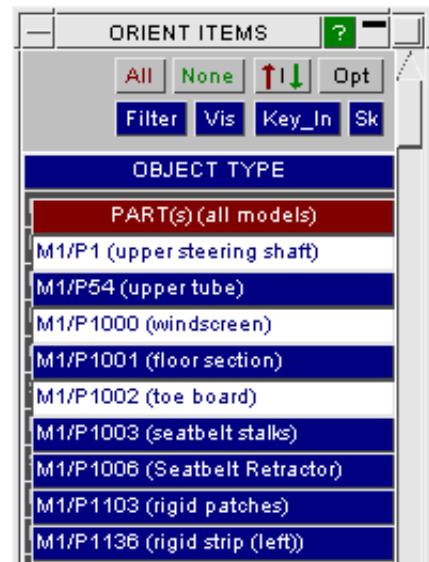 ORIENT ITEMS ?
All None ↑I↓ Opt
Filter Vis Key_In Sk
OBJECT TYPE
PART(s) (all models)
M1/P1 (upper steering shaft)
M1/P54 (upper tube)
M1/P1000 (windscreen)
M1/P1001 (floor section)
M1/P1002 (toe board)
M1/P1003 (seatbelt stalks)
M1/P1006 (Seatbelt Retractor)
M1/P1103 (rigid patches)
M1/P1136 (rigid strip (left))